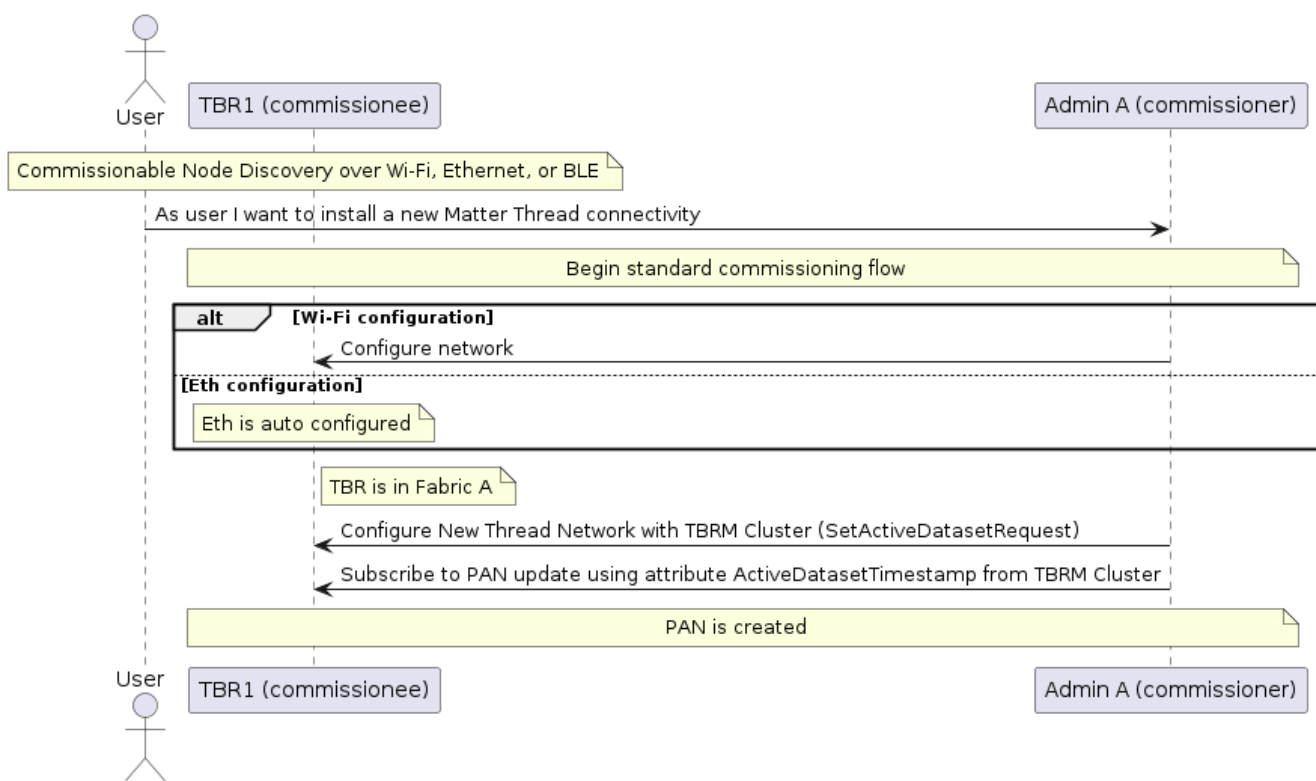 User
TBR1 (commissionee)
Admin A (commissioner)
Commissionable Node Discovery over Wi-Fi, Ethernet, or BLE
As user I want to install a new Matter Thread connectivity
Begin standard commissioning flow
alt
[Wi-Fi configuration]
Configure network
[Eth configuration]
Eth is auto configured
TBR is in Fabric A
Configure New Thread Network with TBRM Cluster (SetActiveDatasetRequest)
Subscribe to PAN update using attribute ActiveDatasetTimestamp from TBRM Cluster
PAN is created
User
TBR1 (commissionee)
Admin A (commissioner)